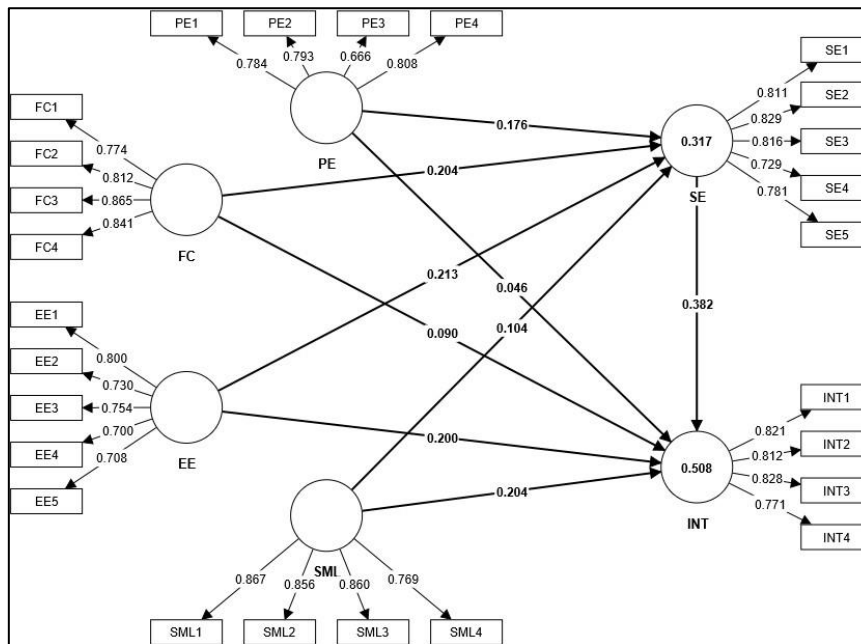 PE1 PE2 PE3 PE4
0.784 0.793 0.666 0.808
PE
FC1
FC2
FC3
FC4
0.774
0.812
0.865
0.841
FC
EE1
EE2
EE3
EE4
EE5
0.800
0.730
0.754
0.700
0.708
EE
SML1 SML2 SML3 SML4
0.867 0.856 0.860 0.769
SML
0.176
0.204
0.213
0.046
0.104
0.090
0.200
0.204
0.382
0.317
SE
SE1
SE2
SE3
SE4
SE5
0.811
0.829
0.816
0.729
0.781
0.508
INT
INT1
INT2
INT3
INT4
0.821
0.812
0.828
0.771